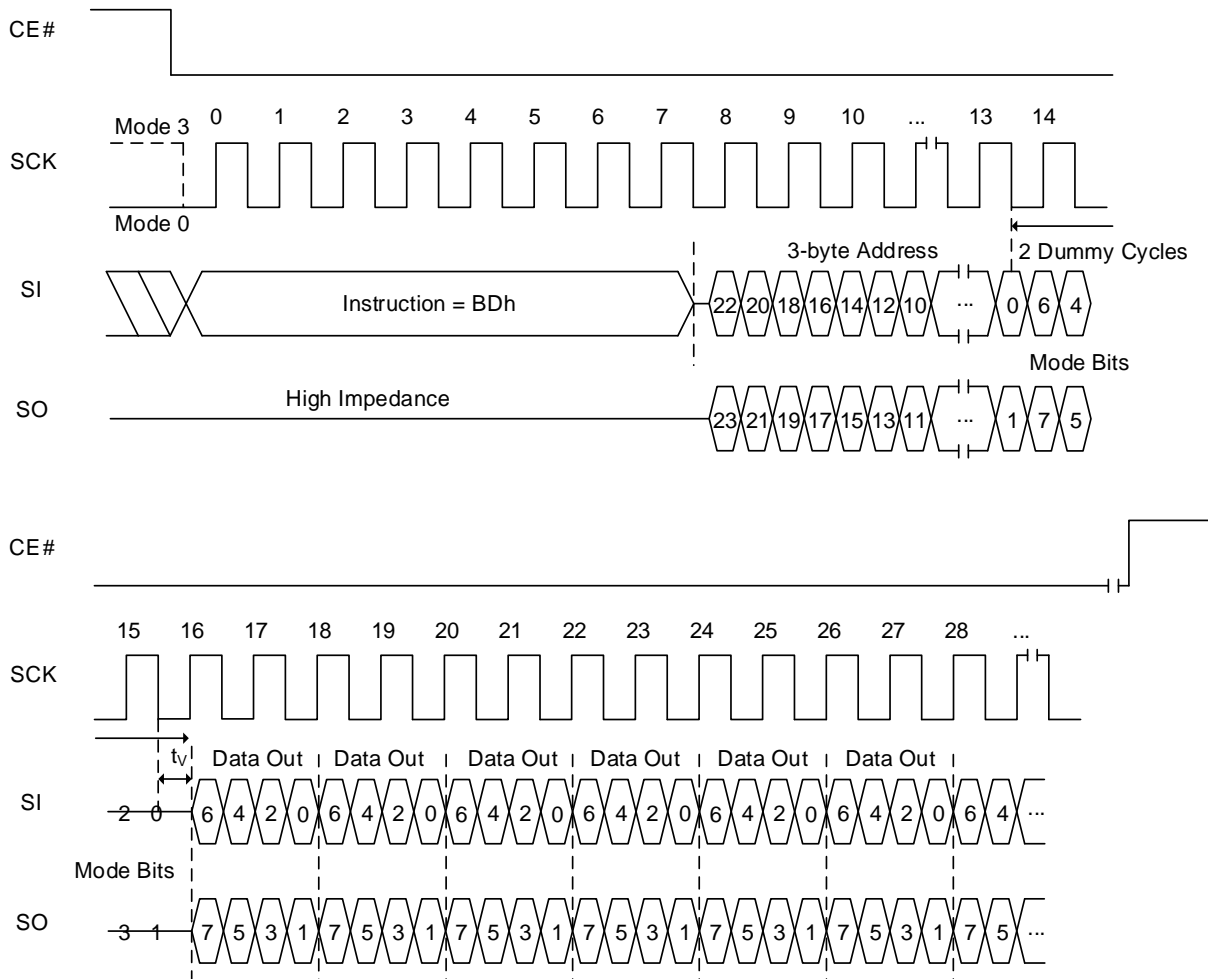 CE#
0 1 2 3 4 5 6 7 8 9 10 ... 13 14
Mode 3
SCK
Mode 0
3-byte Address 2 Dummy Cycles
SI Instruction = BDh 22 20 18 16 14 12 10 ... 0 6 4
Mode Bits
High Impedance
SO 23 21 19 17 15 13 11 ... 1 7 5
CE#
15 16 17 18 19 20 21 22 23 24 25 26 27 28 ...
SCK
tV Data Out Data Out Data Out Data Out Data Out Data Out
SI 2 0 6 4 2 0 6 4 2 0 6 4 2 0 6 4 2 0 6 4 2 0 6 4 2 0 6 4 ...
Mode Bits
SO 3 1 7 5 3 1 7 5 3 1 7 5 3 1 7 5 3 1 7 5 3 1 7 5 3 1 7 5 ...